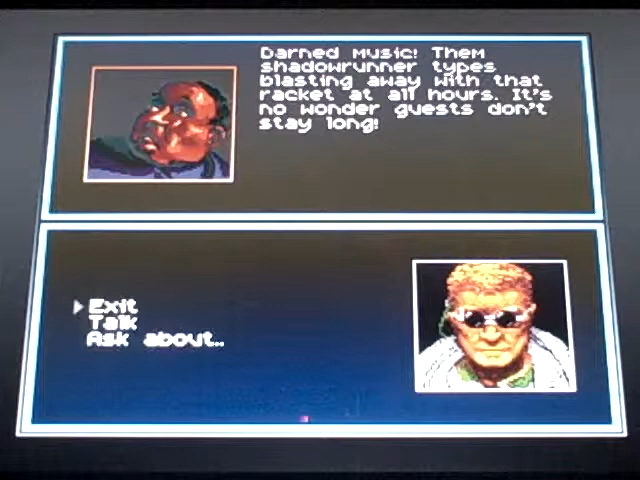 Darned music! Them
shadowrunner types
blasting away with that
racket at all hours. It's
no wonder guests don't
stay long!
Exit
Talk
Ask about...